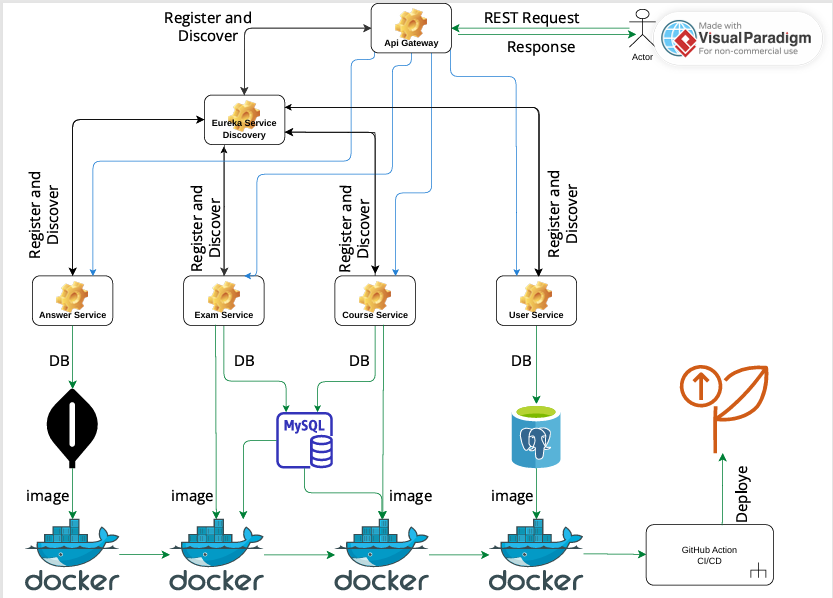 Register and
Discover
Api Gateway
REST Request
Response
Actor
Made with
VisualParadigm
For non-commercial use
Eureka Service
Discovery
Register and
Discover
Register and
Discover
Register and
Discover
Register and
Discover
Answer Service
Exam Service
Course Service
User Service
DB
DB
DB
DB
MySQL
image
image
image
image
Deploye
docker
docker
docker
docker
GitHub Action
CI/CD